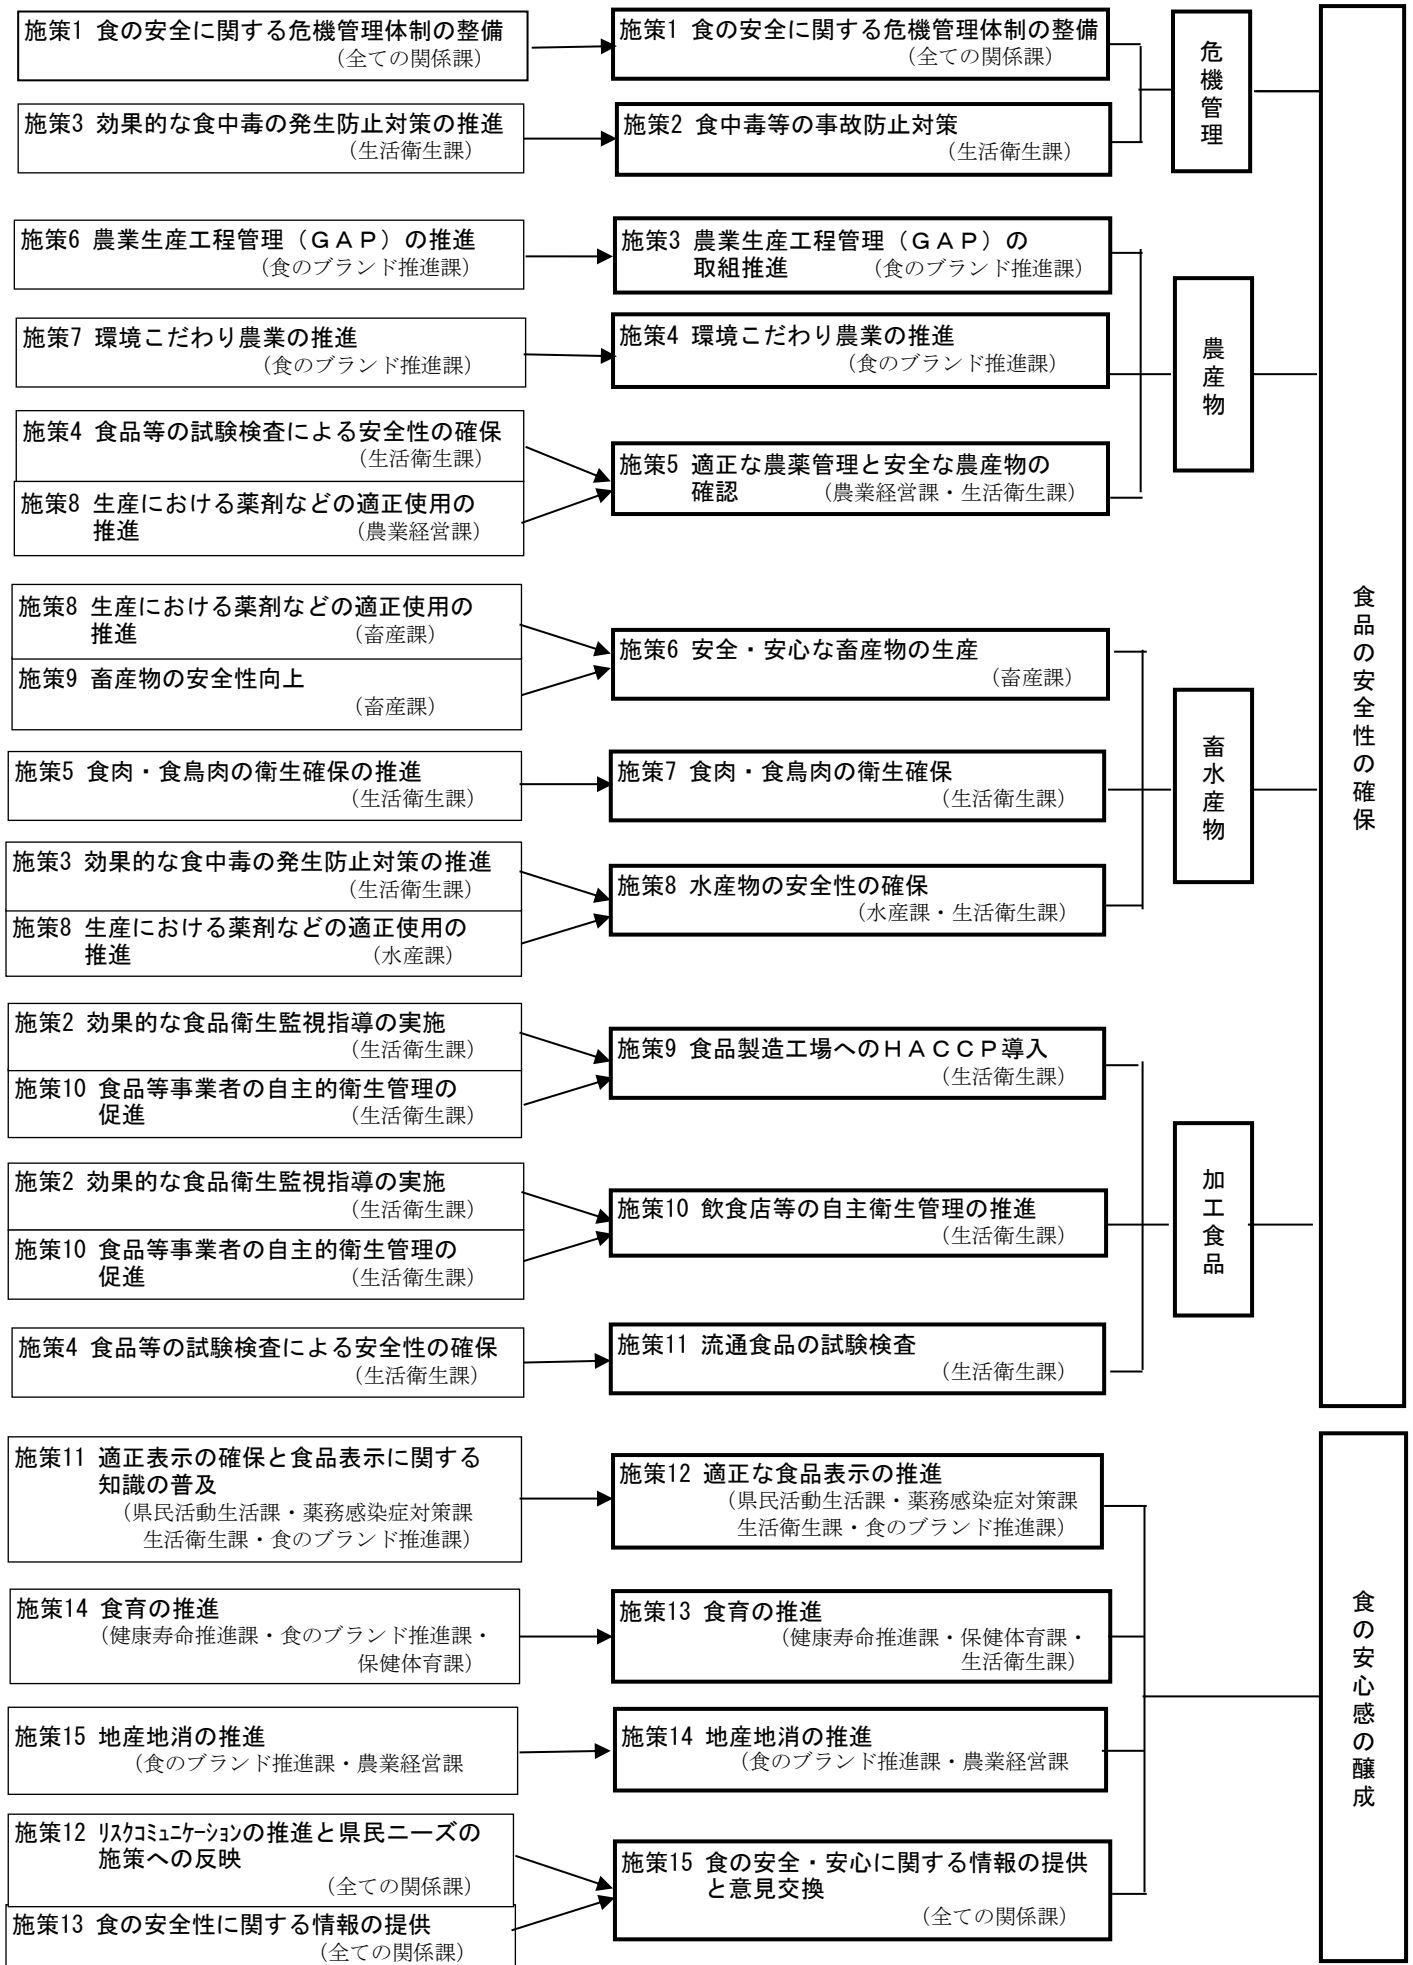 施策1 食の安全に関する危機管理体制の整備
(全ての関係課)
施策3 効果的な食中毒の発生防止対策の推進
(生活衛生課)
施策6 農業生産工程管理(GAP)の推進
(食のブランド推進課)
施策7 環境こだわり農業の推進
(食のブランド推進課)
施策4 食品等の試験検査による安全性の確保
(生活衛生課)
施策8 生産における薬剤などの適正使用の
推進 (農業経営課)
施策8 生産における薬剤などの適正使用の
推進 (畜産課)
施策9 畜産物の安全性向上
(畜産課)
施策5 食肉・食鳥肉の衛生確保の推進
(生活衛生課)
施策3 効果的な食中毒の発生防止対策の推進
(生活衛生課)
施策8 生産における薬剤などの適正使用の
推進 (水産課)
施策2 効果的な食品衛生監視指導の実施
(生活衛生課)
施策10 食品等事業者の自主的衛生管理の
促進 (生活衛生課)
施策2 効果的な食品衛生監視指導の実施
(生活衛生課)
施策10 食品等事業者の自主的衛生管理の
促進 (生活衛生課)
施策4 食品等の試験検査による安全性の確保
(生活衛生課)
施策11 適正表示の確保と食品表示に関する
知識の普及
(県民活動生活課・薬務感染症対策課
生活衛生課・食のブランド推進課)
施策14 食育の推進
(健康寿命推進課・食のブランド推進課・
保健体育課)
施策15 地産地消の推進
(食のブランド推進課・農業経営課
施策12 ﾘｽｸｺﾐｭﾆｹｰｼｮﾝの推進と県民ニーズの
施策への反映
(全ての関係課)
施策13 食の安全性に関する情報の提供
(全ての関係課)
施策1 食の安全に関する危機管理体制の整備
(全ての関係課)
施策2 食中毒等の事故防止対策
(生活衛生課)
施策3 農業生産工程管理(GAP)の
取組推進 (食のブランド推進課)
施策4 環境こだわり農業の推進
(食のブランド推進課)
施策5 適正な農薬管理と安全な農産物の
確認 (農業経営課・生活衛生課)
施策6 安全・安心な畜産物の生産
(畜産課)
施策7 食肉・食鳥肉の衛生確保
(生活衛生課)
施策8 水産物の安全性の確保
(水産課・生活衛生課)
施策9 食品製造工場へのHACCP導入
(生活衛生課)
施策10 飲食店等の自主衛生管理の推進
(生活衛生課)
施策11 流通食品の試験検査
(生活衛生課)
施策12 適正な食品表示の推進
(県民活動生活課・薬務感染症対策課
生活衛生課・食のブランド推進課)
施策13 食育の推進
(健康寿命推進課・保健体育課・
生活衛生課)
施策14 地産地消の推進
(食のブランド推進課・農業経営課
施策15 食の安全・安心に関する情報の提供
と意見交換
(全ての関係課)
危機管理
農産物
畜水産物
加工食品
食品の安全性の確保
食の安心感の醸成